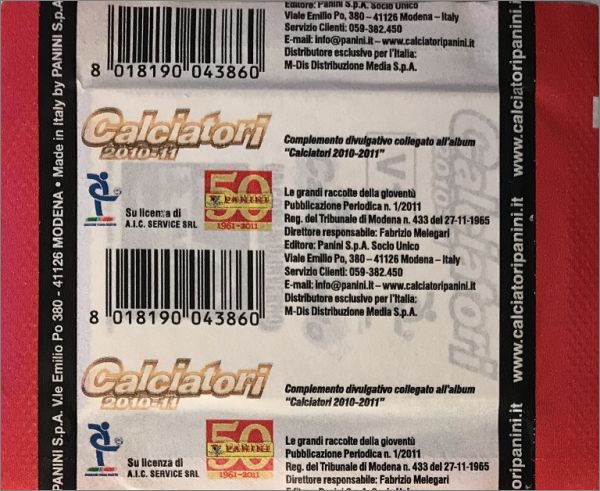 Editore: Panini S.p.A. Socio Unico
Viale Emilio Po, 380 – 41126 Modena – Italy
Servizio Clienti: 059-382.450
E-mail: info@panini.it – www.calciatoripanini.it
Distributore esclusivo per l'Italia:
M-Dis Distribuzione Media S.p.A.
8 018190 043860
Calciatori
2010-11
Complemento divulgativo collegato all'album
"Calciatori 2010-2011"
Su licenza di
A.I.C. SERVICE SRL
50
PANINI
1961-2011
Le grandi raccolte della gioventù
Pubblicazione Periodica n. 1/2011
Reg. del Tribunale di Modena n. 433 del 27-11-1965
Direttore responsabile: Fabrizio Melegari
Editore: Panini S.p.A. Socio Unico
Viale Emilio Po, 380 – 41126 Modena – Italy
Servizio Clienti: 059-382.450
E-mail: info@panini.it – www.calciatoripanini.it
Distributore esclusivo per l'Italia:
M-Dis Distribuzione Media S.p.A.
8 018190 043860
Calciatori
2010-11
Complemento divulgativo collegato all'album
"Calciatori 2010-2011"
Su licenza di
A.I.C. SERVICE SRL
50
PANINI
1961-2011
Le grandi raccolte della gioventù
Pubblicazione Periodica n. 1/2011
Reg. del Tribunale di Modena n. 433 del 27-11-1965
Direttore responsabile: Fabrizio Melegari
PANINI S.p.A. V.le Emilio Po 380 - 41126 MODENA • Made in Italy by PANINI S.p.A.
www.calciatoripanini.it
www.calciatoripanini.it